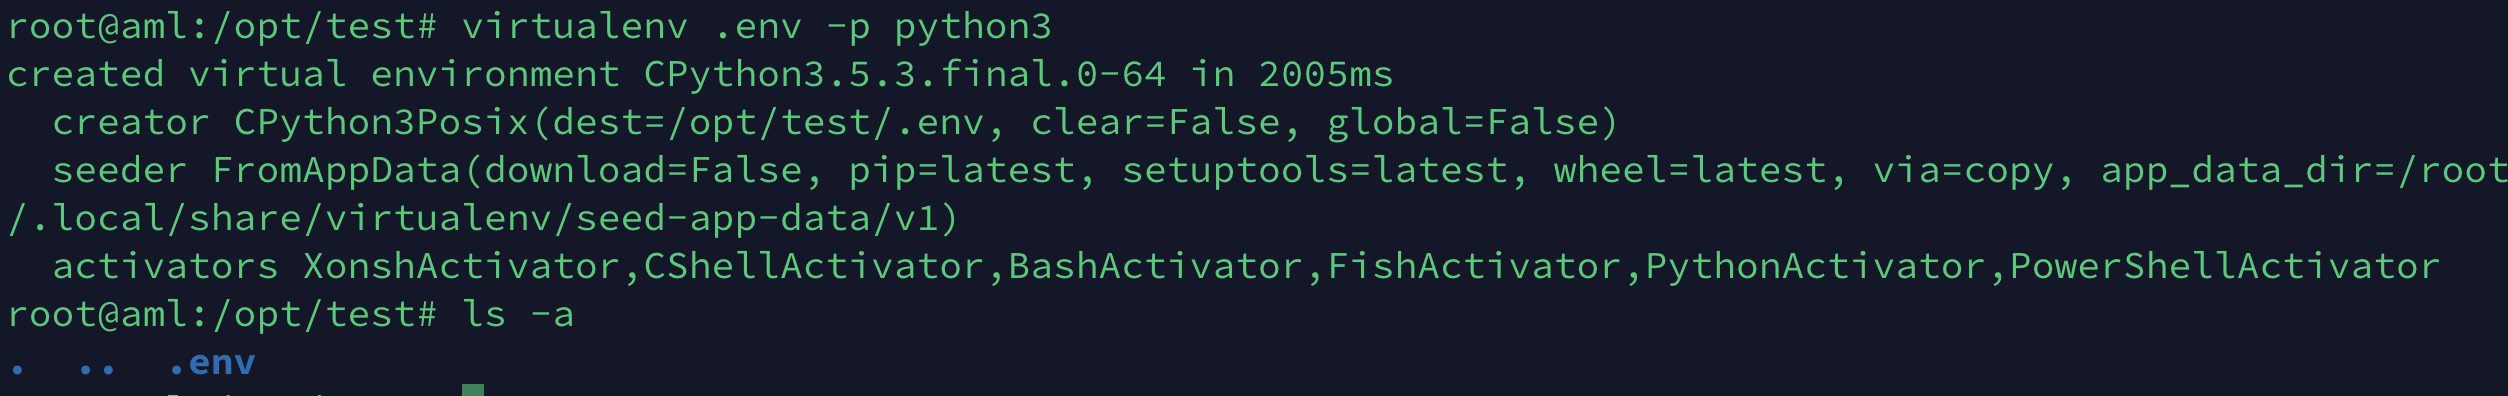 root@aml:/opt/test# virtualenv .env -p python3
created virtual environment CPython3.5.3.final.0-64 in 2005ms
  creator CPython3Posix(dest=/opt/test/.env, clear=False, global=False)
  seeder FromAppData(download=False, pip=latest, setuptools=latest, wheel=latest, via=copy, app_data_dir=/root
/.local/share/virtualenv/seed-app-data/v1)
  activators XonshActivator,CShellActivator,BashActivator,FishActivator,PythonActivator,PowerShellActivator
root@aml:/opt/test# ls -a
.  ..  .env